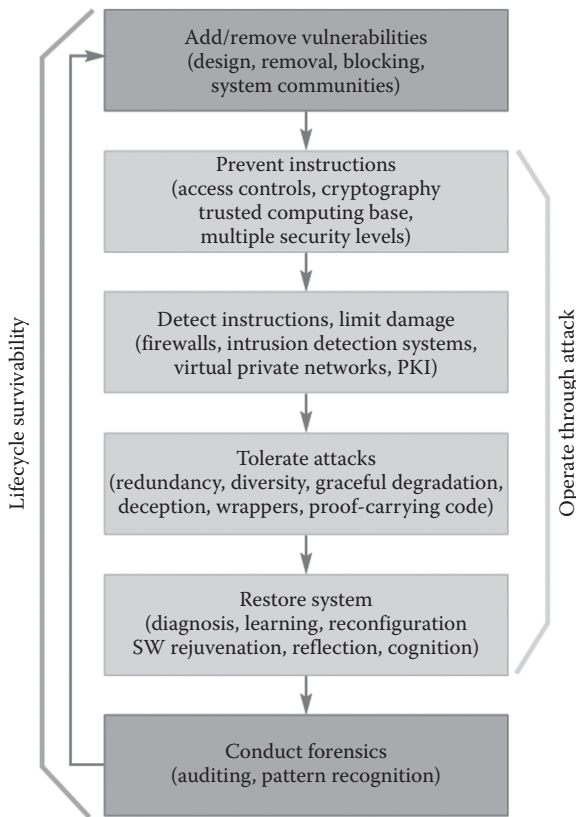 Add/remove vulnerabilities
(design, removal, blocking,
system communities)
Prevent instructions
(access controls, cryptography
trusted computing base,
multiple security levels)
Detect instructions, limit damage
(firewalls, intrusion detection systems,
virtual private networks, PKI)
Tolerate attacks
(redundancy, diversity, graceful degradation,
deception, wrappers, proof-carrying code)
Restore system
(diagnosis, learning, reconfiguration
SW rejuvenation, reflection, cognition)
Conduct forensics
(auditing, pattern recognition)
Lifecycle survivability
Operate through attack